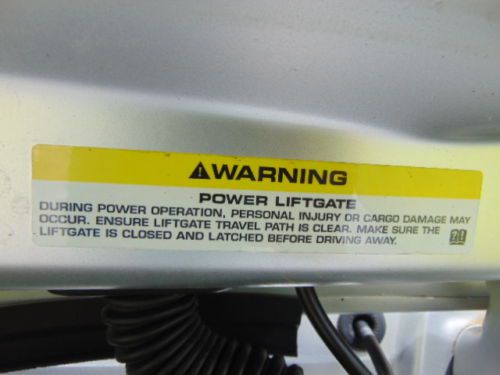 WARNING
POWER LIFTGATE
DURING POWER OPERATION, PERSONAL INJURY OR CARGO DAMAGE MAY
OCCUR. ENSURE LIFTGATE TRAVEL PATH IS CLEAR. MAKE SURE THE
LIFTGATE IS CLOSED AND LATCHED BEFORE DRIVING AWAY.